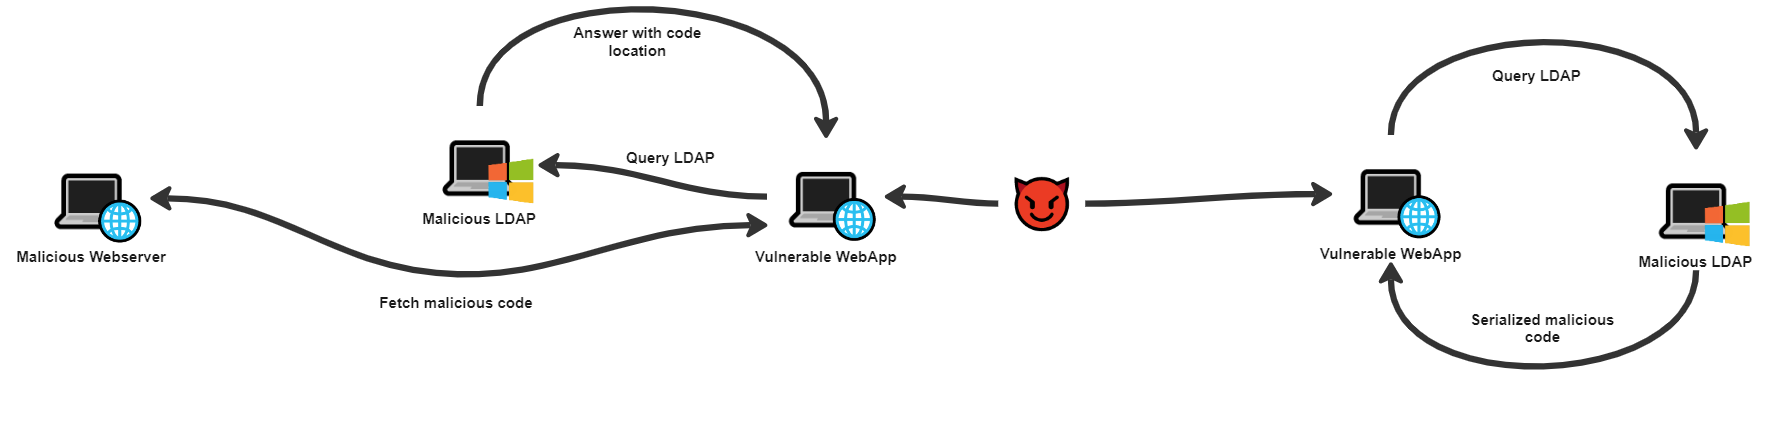 Answer with code
location
Query LDAP
Query LDAP
Malicious LDAP
Malicious Webserver
Vulnerable WebApp
Vulnerable WebApp
Malicious LDAP
Fetch malicious code
Serialized malicious
code